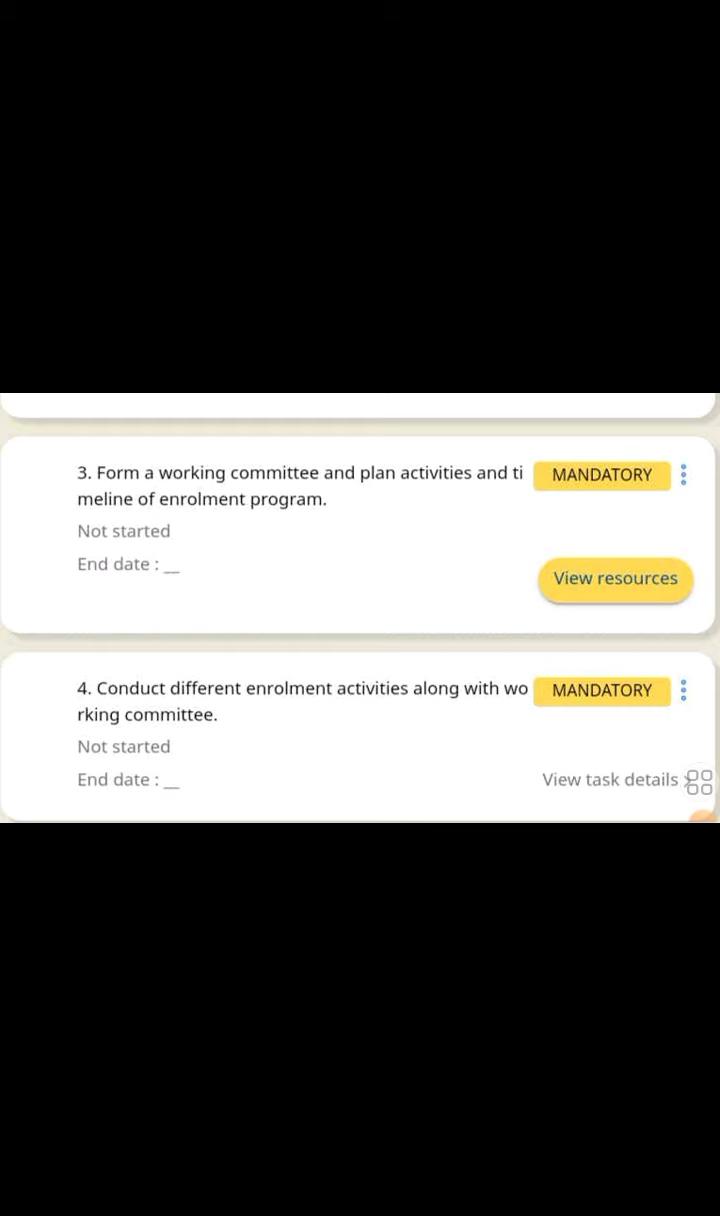 3. Form a working committee and plan activities and ti
meline of enrolment program.
MANDATORY
Not started
End date : __
View resources
4. Conduct different enrolment activities along with wo
rking committee.
MANDATORY
Not started
End date : __
View task details >